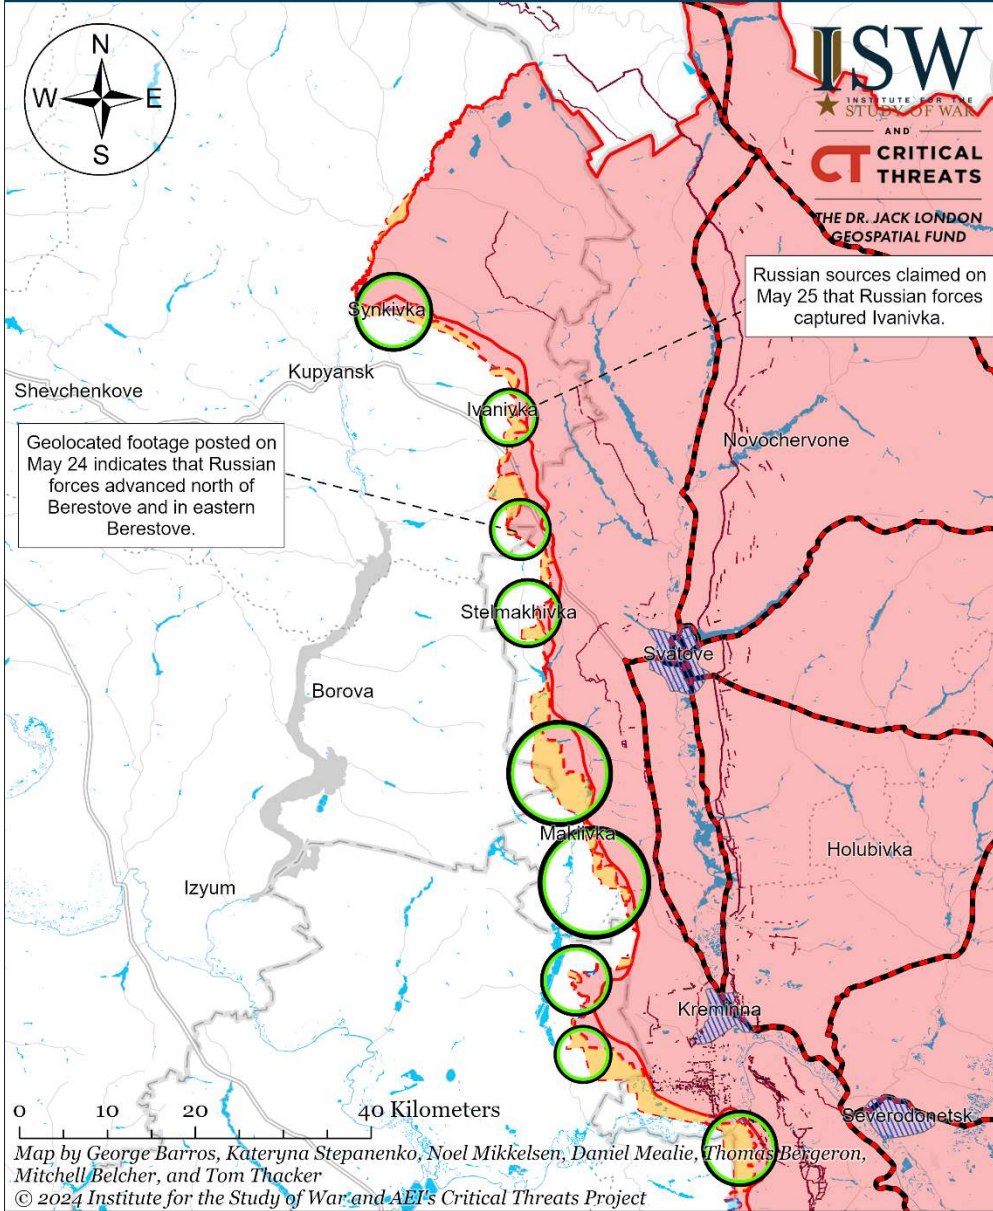 N
W
E
S
ISW
INSTITUTE FOR THE
STUDY OF WAR
AND
CT CRITICAL
THREATS
THE DR. JACK LONDON
GEOSPATIAL FUND
Russian sources claimed on
May 25 that Russian forces
captured Ivanivka.
Synkivka
Kupyansk
Shevchenkove
Ivanivka
Novochervone
Geolocated footage posted on
May 24 indicates that Russian
forces advanced north of
Berestove and in eastern
Berestove.
Stelmakhivka
Svatove
Borova
Makiivka
Holubivka
Izyum
Kreminna
Severodonetsk
0 10 20 40 Kilometers
Map by George Barros, Kateryna Stepanenko, Noel Mikkelsen, Daniel Mealie, Thomas Bergeron,
Mitchell Belcher, and Tom Thacker
© 2024 Institute for the Study of War and AEI's Critical Threats Project